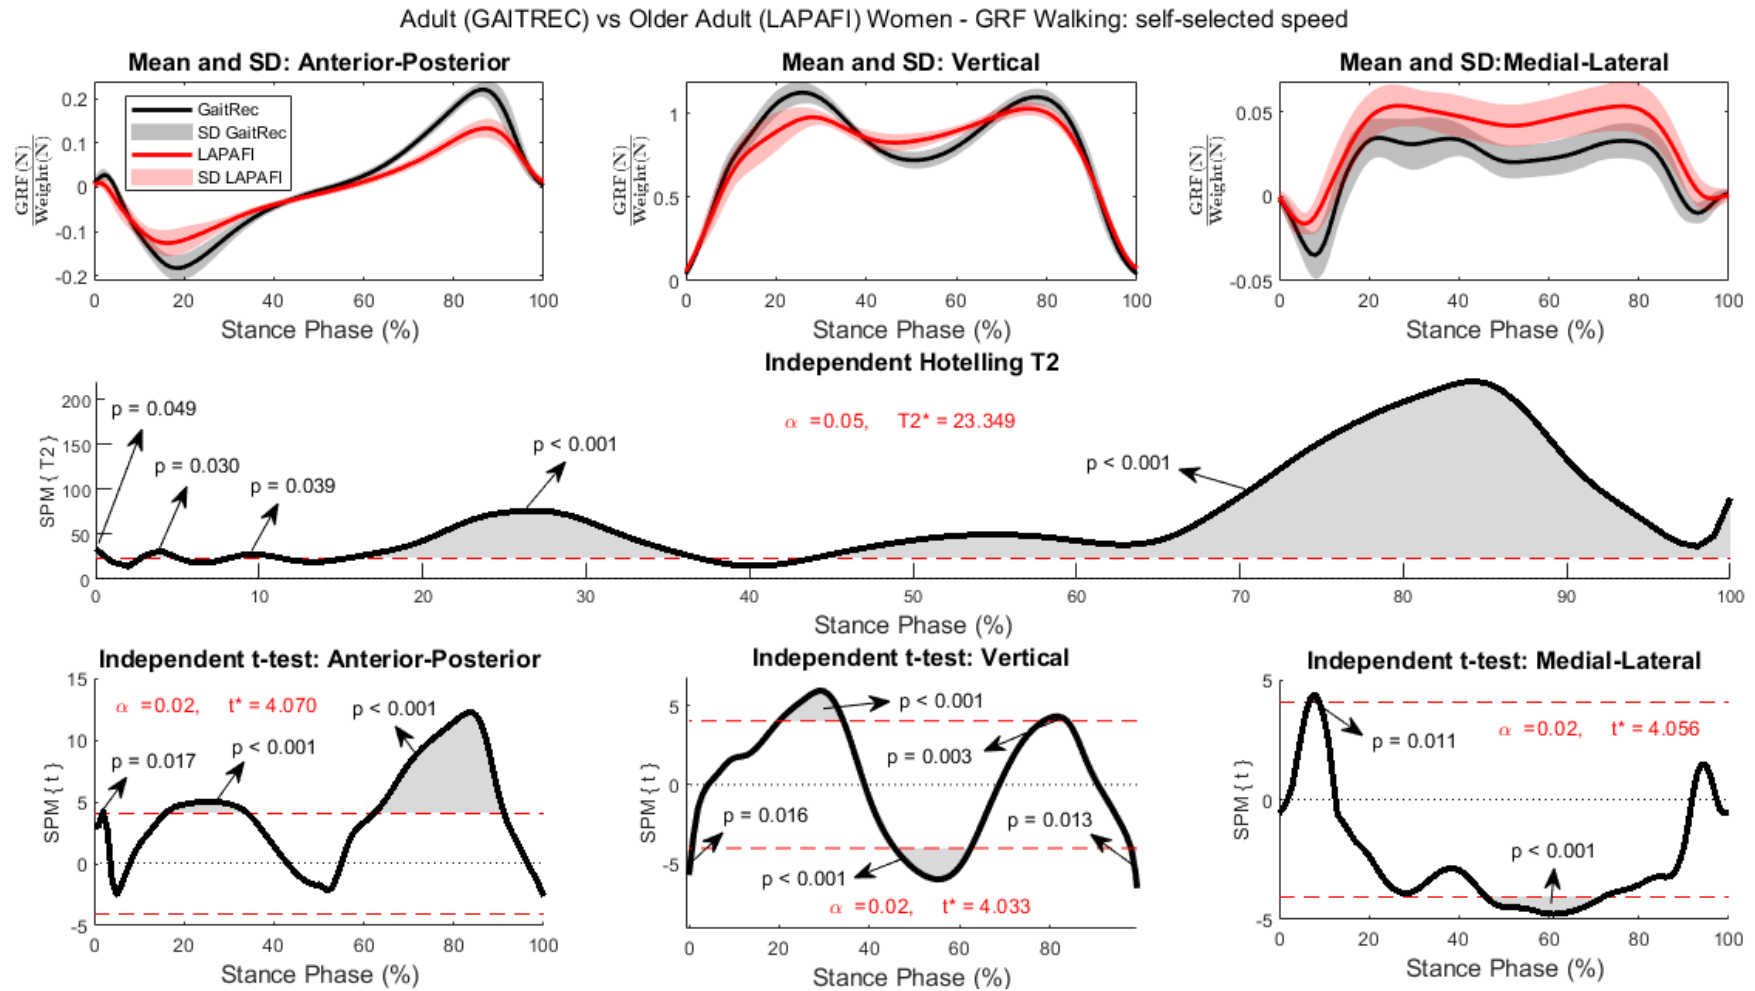 Adult (GAITREC) vs Older Adult (LAPAFI) Women - GRF Walking: self-selected speed
Mean and SD: Anterior-Posterior
0.2
0.1
0
-0.1
-0.2
GRF(N)
Weight(N)
GaitRec
SD GaitRec
LAPAFI
SD LAPAFI
0 20 40 60 80 100
Stance Phase (%)
Mean and SD: Vertical
1
0.5
0
GRF(N)
Weight(N)
0 20 40 60 80 100
Stance Phase (%)
Mean and SD:Medial-Lateral
0.05
0
-0.05
GRF(N)
Weight(N)
0 20 40 60 80 100
Stance Phase (%)
Independent Hotelling T2
SPM{T2}
200
150
100
50
0
p = 0.049
p = 0.030
p = 0.039
p < 0.001
α =0.05, T2* = 23.349
p < 0.001
0 10 20 30 40 50 60 70 80 90 100
Stance Phase (%)
Independent t-test: Anterior-Posterior
SPM{t}
15
10
5
0
-5
α =0.02, t* = 4.070
p < 0.001
p < 0.001
p = 0.017
0 20 40 60 80 100
Stance Phase (%)
Independent t-test: Vertical
SPM{t}
5
0
-5
p < 0.001
p = 0.003
p = 0.016
p = 0.013
p < 0.001
α =0.02, t* = 4.033
0 20 40 60 80
Stance Phase (%)
Independent t-test: Medial-Lateral
SPM{t}
5
0
-5
α =0.02, t* = 4.056
p = 0.011
p < 0.001
0 20 40 60 80 100
Stance Phase (%)